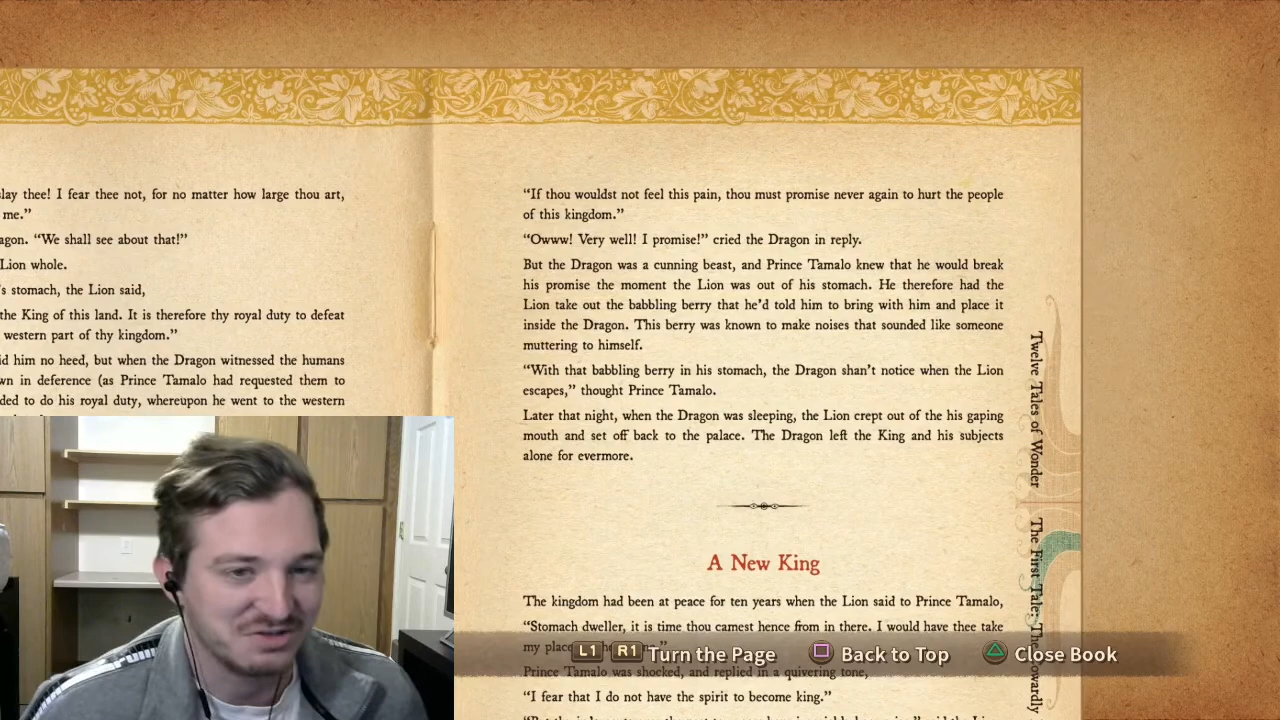 slay thee! I fear thee not, for no matter how large thou art,
me.”
agon. “We shall see about that!”
Lion whole.
's stomach, the Lion said,
the King of this land. It is therefore thy royal duty to defeat
western part of thy kingdom.”
id him no heed, but when the Dragon witnessed the humans
wn in deference (as Prince Tamalo had requested them to
ded to do his royal duty, whereupon he went to the western
“If thou wouldst not feel this pain, thou must promise never again to hurt the people
of this kingdom.”
“Owww! Very well! I promise!” cried the Dragon in reply.
But the Dragon was a cunning beast, and Prince Tamalo knew that he would break
his promise the moment the Lion was out of his stomach. He therefore had the
Lion take out the babbling berry that he'd told him to bring with him and place it
inside the Dragon. This berry was known to make noises that sounded like someone
muttering to himself.
“With that babbling berry in his stomach, the Dragon shan't notice when the Lion
escapes,” thought Prince Tamalo.
Later that night, when the Dragon was sleeping, the Lion crept out of the his gaping
mouth and set off back to the palace. The Dragon left the King and his subjects
alone for evermore.
A New King
The kingdom had been at peace for ten years when the Lion said to Prince Tamalo,
“Stomach dweller, it is time thou camest hence from in there. I would have thee take
my place
Prince Tamalo was shocked, and replied in a quivering tone,
“I fear that I do not have the spirit to become king.”
Twelve Tales of Wonder
The First Tale: The Cowardly
L1 R1 Turn the Page Back to Top Close Book